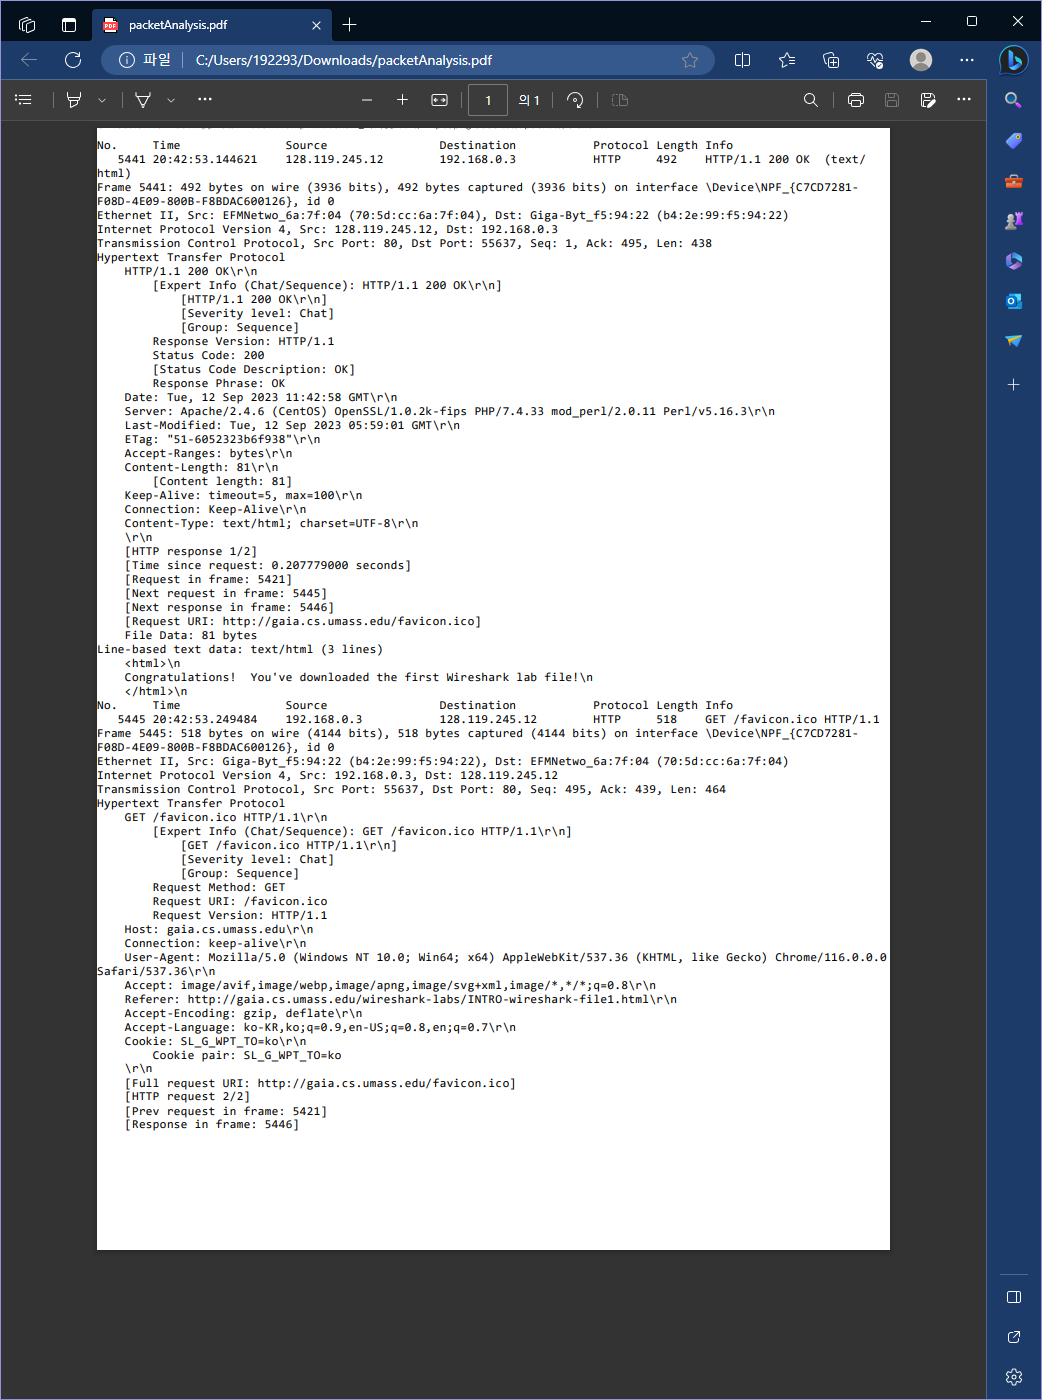 packetAnalysis.pdf
파일 C:/Users/192293/Downloads/packetAnalysis.pdf
1 의 1
No. Time Source Destination Protocol Length Info
5441 20:42:53.144621 128.119.245.12 192.168.0.3 HTTP 492 HTTP/1.1 200 OK (text/
html)
Frame 5441: 492 bytes on wire (3936 bits), 492 bytes captured (3936 bits) on interface \Device\NPF_{C7CD7281-
F08D-4E09-800B-F8BDAC600126}, id 0
Ethernet II, Src: EFMNetwo_6a:7f:04 (70:5d:cc:6a:7f:04), Dst: Giga-Byt_f5:94:22 (b4:2e:99:f5:94:22)
Internet Protocol Version 4, Src: 128.119.245.12, Dst: 192.168.0.3
Transmission Control Protocol, Src Port: 80, Dst Port: 55637, Seq: 1, Ack: 495, Len: 438
Hypertext Transfer Protocol
HTTP/1.1 200 OK\r\n
[Expert Info (Chat/Sequence): HTTP/1.1 200 OK\r\n]
[HTTP/1.1 200 OK\r\n]
[Severity level: Chat]
[Group: Sequence]
Response Version: HTTP/1.1
Status Code: 200
[Status Code Description: OK]
Response Phrase: OK
Date: Tue, 12 Sep 2023 11:42:58 GMT\r\n
Server: Apache/2.4.6 (CentOS) OpenSSL/1.0.2k-fips PHP/7.4.33 mod_perl/2.0.11 Perl/v5.16.3\r\n
Last-Modified: Tue, 12 Sep 2023 05:59:01 GMT\r\n
ETag: "51-6052323b6f938"\r\n
Accept-Ranges: bytes\r\n
Content-Length: 81\r\n
[Content length: 81]
Keep-Alive: timeout=5, max=100\r\n
Connection: Keep-Alive\r\n
Content-Type: text/html; charset=UTF-8\r\n
\r\n
[HTTP response 1/2]
[Time since request: 0.207779000 seconds]
[Request in frame: 5421]
[Next request in frame: 5445]
[Next response in frame: 5446]
[Request URI: http://gaia.cs.umass.edu/favicon.ico]
File Data: 81 bytes
Line-based text data: text/html (3 lines)
<html>\n
Congratulations!  You've downloaded the first Wireshark lab file!\n
</html>\n
No. Time Source Destination Protocol Length Info
5445 20:42:53.249484 192.168.0.3 128.119.245.12 HTTP 518 GET /favicon.ico HTTP/1.1
Frame 5445: 518 bytes on wire (4144 bits), 518 bytes captured (4144 bits) on interface \Device\NPF_{C7CD7281-
F08D-4E09-800B-F8BDAC600126}, id 0
Ethernet II, Src: Giga-Byt_f5:94:22 (b4:2e:99:f5:94:22), Dst: EFMNetwo_6a:7f:04 (70:5d:cc:6a:7f:04)
Internet Protocol Version 4, Src: 192.168.0.3, Dst: 128.119.245.12
Transmission Control Protocol, Src Port: 55637, Dst Port: 80, Seq: 495, Ack: 439, Len: 464
Hypertext Transfer Protocol
GET /favicon.ico HTTP/1.1\r\n
[Expert Info (Chat/Sequence): GET /favicon.ico HTTP/1.1\r\n]
[GET /favicon.ico HTTP/1.1\r\n]
[Severity level: Chat]
[Group: Sequence]
Request Method: GET
Request URI: /favicon.ico
Request Version: HTTP/1.1
Host: gaia.cs.umass.edu\r\n
Connection: keep-alive\r\n
User-Agent: Mozilla/5.0 (Windows NT 10.0; Win64; x64) AppleWebKit/537.36 (KHTML, like Gecko) Chrome/116.0.0.0
Safari/537.36\r\n
Accept: image/avif,image/webp,image/apng,image/svg+xml,image/*,*/*;q=0.8\r\n
Referer: http://gaia.cs.umass.edu/wireshark-labs/INTRO-wireshark-file1.html\r\n
Accept-Encoding: gzip, deflate\r\n
Accept-Language: ko-KR,ko;q=0.9,en-US;q=0.8,en;q=0.7\r\n
Cookie: SL_G_WPT_TO=ko\r\n
Cookie pair: SL_G_WPT_TO=ko
\r\n
[Full request URI: http://gaia.cs.umass.edu/favicon.ico]
[HTTP request 2/2]
[Prev request in frame: 5421]
[Response in frame: 5446]